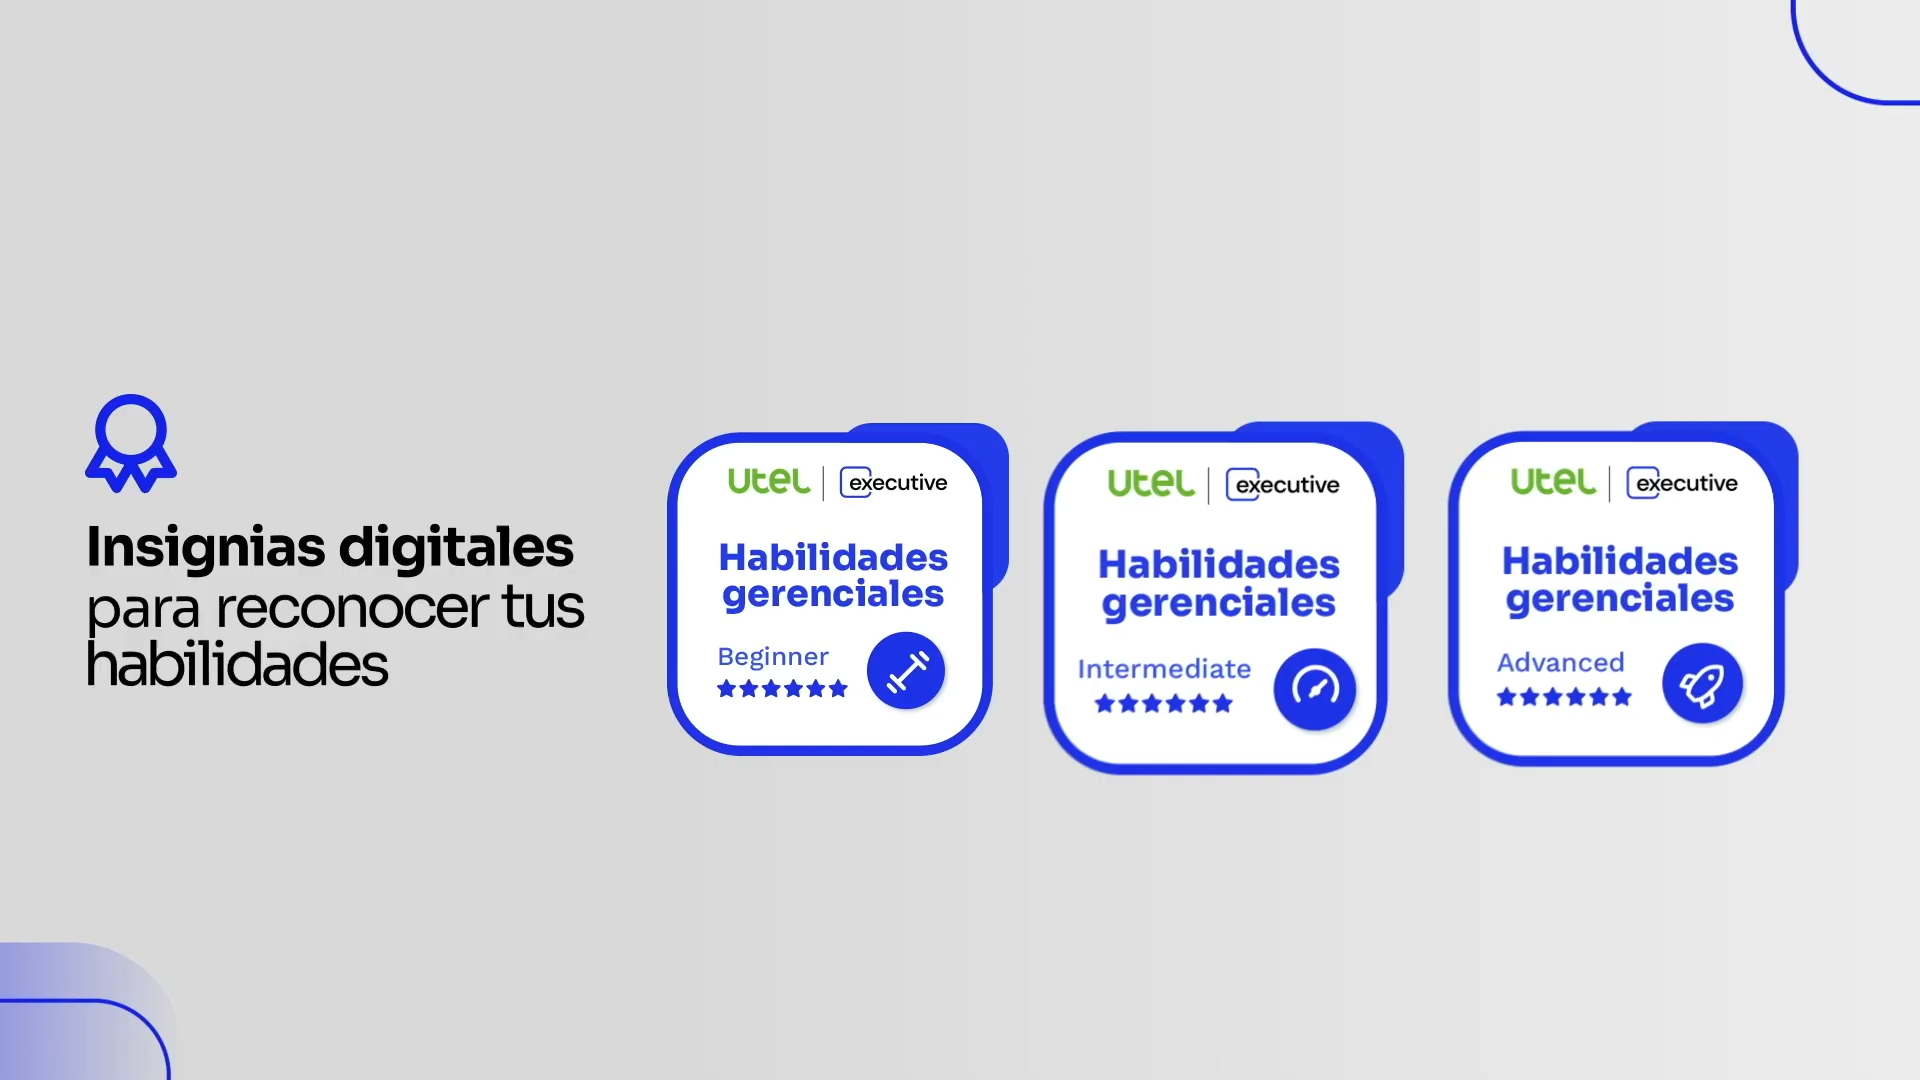 Insignias digitales
para reconocer tus
habilidades
Utel | executive
Habilidades
gerenciales
Beginner
Utel | executive
Habilidades
gerenciales
Intermediate
Utel | executive
Habilidades
gerenciales
Advanced